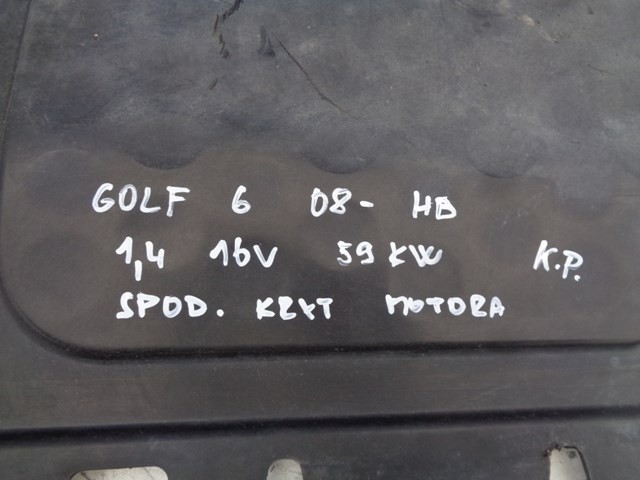 GOLF 6 08- HB
1,4 16V 59 KW K.P.
SPOD. KRYT MOTORA